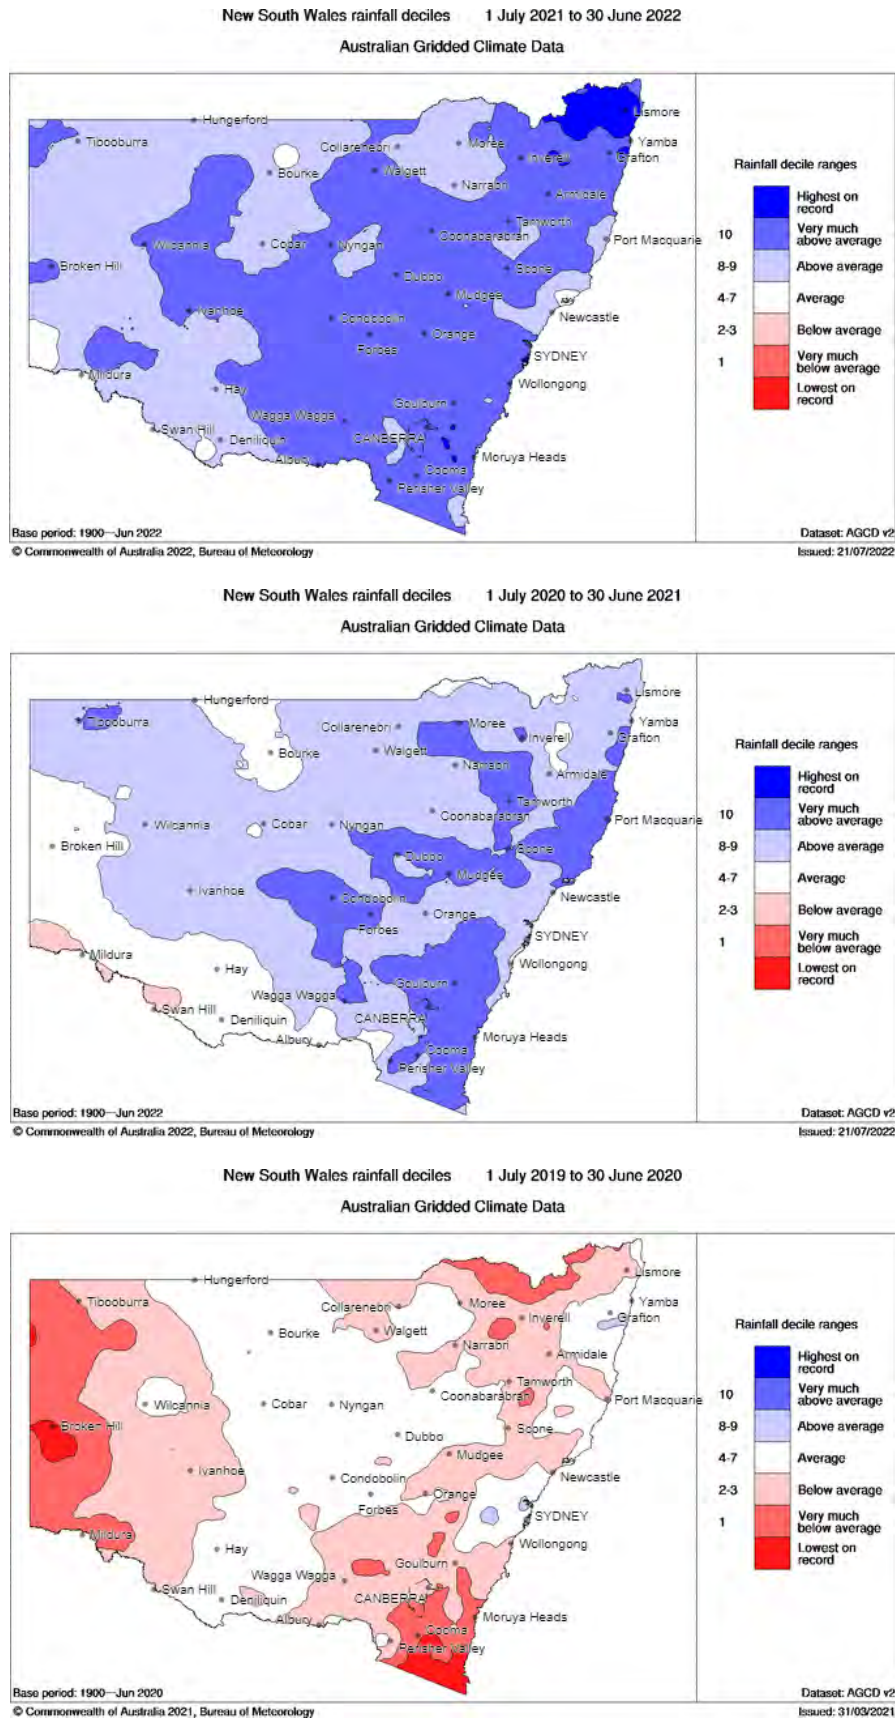 New South Wales rainfall deciles 1 July 2021 to 30 June 2022
Australian Gridded Climate Data
Hungerford
Lismore
Tibooburra
Collarenebri
Moree
Yamba
Inverell
Grafton
Bourke
Walgett
Narrabri
Armidale
Tamworth
Wilcannia
Cobar
Nyngan
Coonabarabran
Port Macquarie
Broken Hill
Dubbo
Scone
Mudgee
Ivanhoe
Condobolin
Newcastle
Forbes
Orange
SYDNEY
Mildura
Hay
Wollongong
Goulburn
Wagga Wagga
Swan Hill
Deniliquin
CANBERRA
Albury
Moruya Heads
Cooma
Perisher Valley
Rainfall decile ranges
Highest on
record
10 Very much
above average
8-9 Above average
4-7 Average
2-3 Below average
1 Very much
below average
Lowest on
record
Base period: 1900—Jun 2022
Dataset: AGCD v2
© Commonwealth of Australia 2022, Bureau of Meteorology
Issued: 21/07/2022
New South Wales rainfall deciles 1 July 2020 to 30 June 2021
Australian Gridded Climate Data
Hungerford
Lismore
Tibooburra
Collarenebri
Moree
Yamba
Inverell
Grafton
Bourke
Walgett
Narrabri
Armidale
Tamworth
Wilcannia
Cobar
Nyngan
Coonabarabran
Port Macquarie
Broken Hill
Dubbo
Scone
Mudgee
Ivanhoe
Condobolin
Newcastle
Forbes
Orange
SYDNEY
Mildura
Hay
Wollongong
Goulburn
Wagga Wagga
Swan Hill
Deniliquin
CANBERRA
Albury
Moruya Heads
Cooma
Perisher Valley
Rainfall decile ranges
Highest on
record
10 Very much
above average
8-9 Above average
4-7 Average
2-3 Below average
1 Very much
below average
Lowest on
record
Base period: 1900—Jun 2022
Dataset: AGCD v2
© Commonwealth of Australia 2022, Bureau of Meteorology
Issued: 21/07/2022
New South Wales rainfall deciles 1 July 2019 to 30 June 2020
Australian Gridded Climate Data
Hungerford
Lismore
Tibooburra
Collarenebri
Moree
Yamba
Inverell
Grafton
Bourke
Walgett
Narrabri
Armidale
Tamworth
Wilcannia
Cobar
Nyngan
Coonabarabran
Port Macquarie
Broken Hill
Dubbo
Scone
Mudgee
Ivanhoe
Condobolin
Newcastle
Forbes
Orange
SYDNEY
Mildura
Hay
Wollongong
Goulburn
Wagga Wagga
Swan Hill
Deniliquin
CANBERRA
Albury
Moruya Heads
Cooma
Perisher Valley
Rainfall decile ranges
Highest on
record
10 Very much
above average
8-9 Above average
4-7 Average
2-3 Below average
1 Very much
below average
Lowest on
record
Base period: 1900—Jun 2020
Dataset: AGCD v2
© Commonwealth of Australia 2021, Bureau of Meteorology
Issued: 31/03/2021